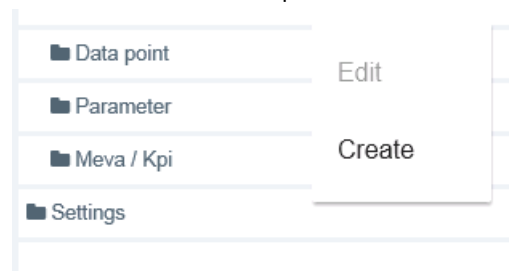 Data point
Edit
Parameter
Create
Meva / Kpi
Settings